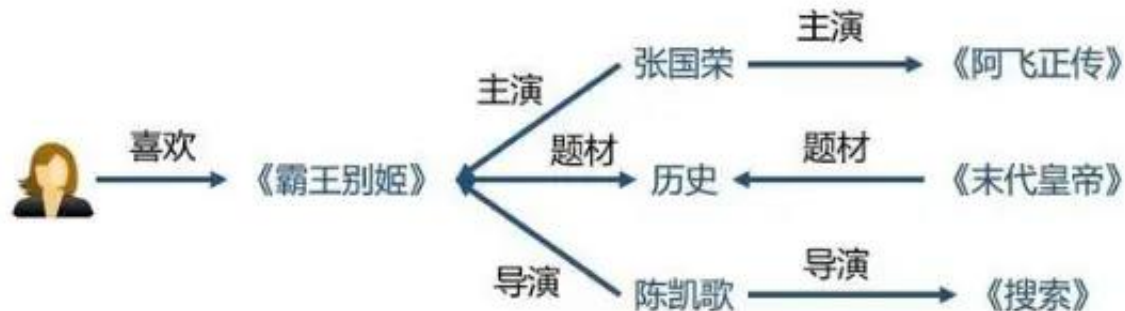 主演
张国荣
《阿飞正传》
主演
喜欢
题材
题材
《霸王别姬》
历史
《末代皇帝》
导演
导演
陈凯歌
《搜索》